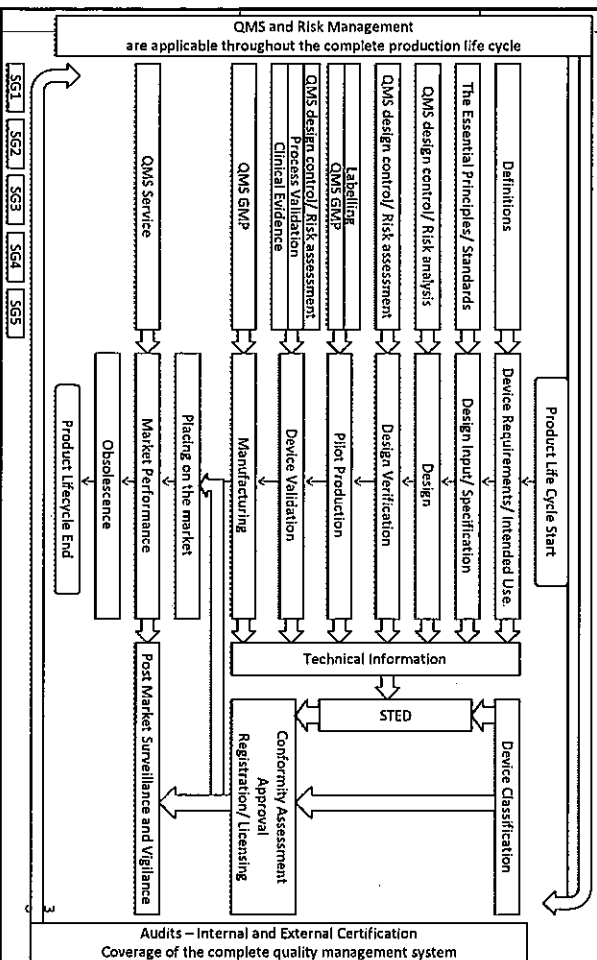 QMS and Risk Management
are applicable throughout the complete production life cycle
Product Life Cycle Start
Definitions
Device Requirements/ Intended Use.
Device Classification
The Essential Principles/ Standards
Design Input/ Specification
QMS design control/ Risk analysis
Design
STED
QMS design control/ Risk assessment
Design Verification
Technical Information
Labelling
QMS GMP
Pilot Production
QMS design control/ Risk assessment
Process Validation
Clinical Evidence
Device Validation
Conformity Assessment
Approval
Registration/ Licensing
QMS GMP
Manufacturing
Placing on the market
QMS Service
Market Performance
Post Market Surveillance and Vigilance
Obsolescence
Product Lifecycle End
SG1
SG2
SG3
SG4
SG5
Audits – Internal and External Certification
Coverage of the complete quality management system